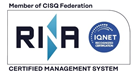 Member of CISQ Federation
RINA
IQNET
CERTIFIED MANAGEMENT SYSTEM